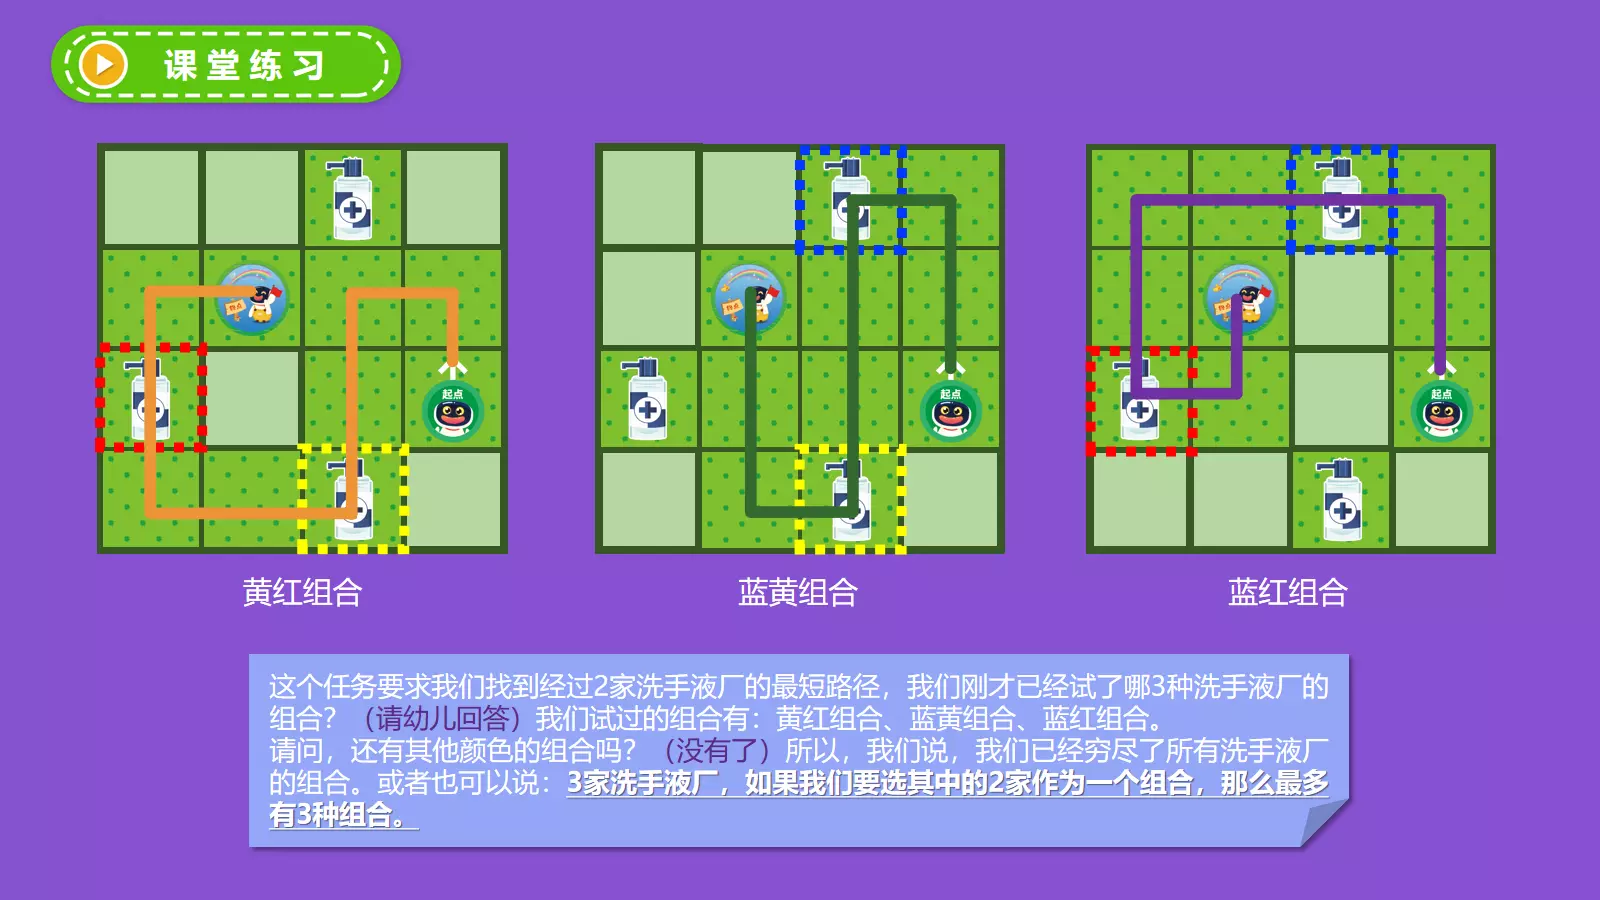 课堂练习
起点
起点
起点
黄红组合
蓝黄组合
蓝红组合
这个任务要求我们找到经过2家洗手液厂的最短路径，我们刚才已经试了哪3种洗手液厂的
组合？（请幼儿回答）我们试过的组合有：黄红组合、蓝黄组合、蓝红组合。
请问，还有其他颜色的组合吗？（没有了）所以，我们说，我们已经穷尽了所有洗手液厂
的组合。或者也可以说：3家洗手液厂，如果我们要选其中的2家作为一个组合，那么最多
有3种组合。